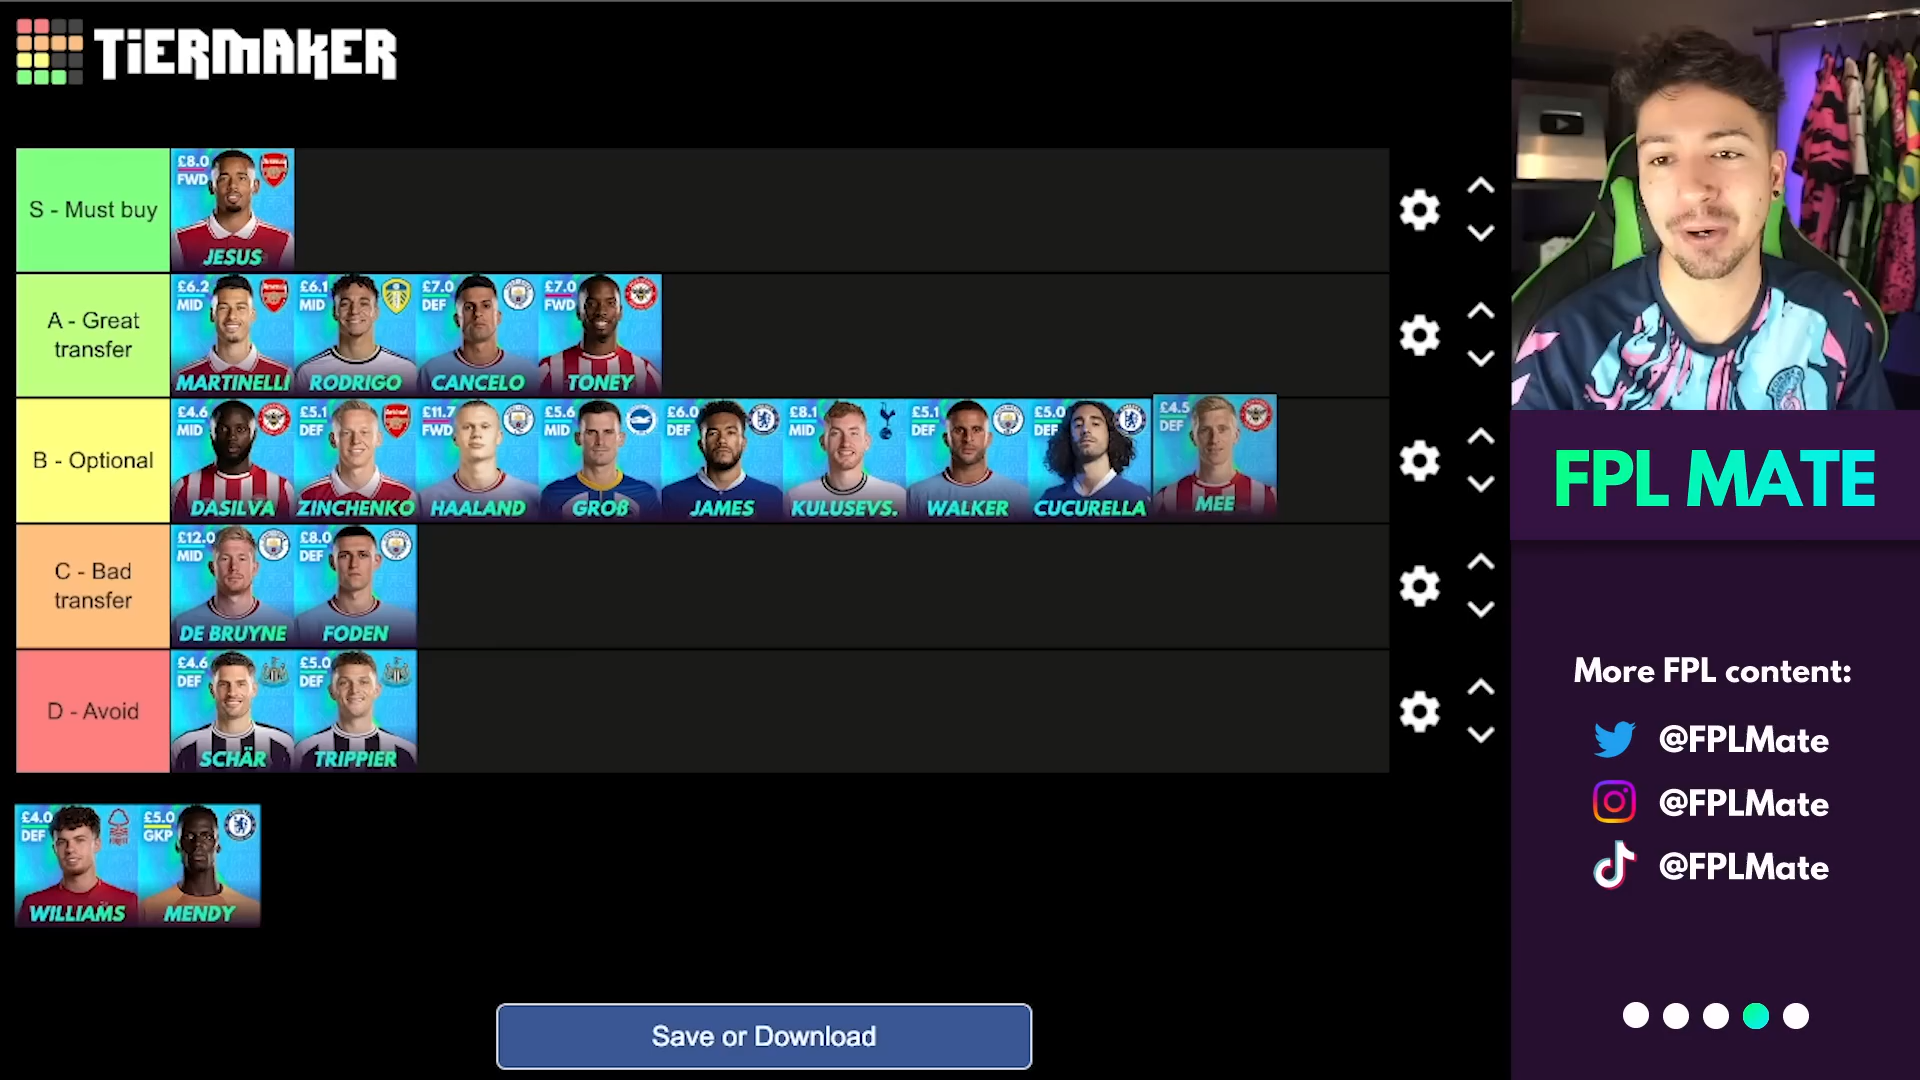 TiERMAKER
S - Must buy
£8.0
FWD
JESUS
A - Great
transfer
£6.2
MID
MARTINELLI
£6.1
MID
RODRIGO
£7.0
DEF
CANCELO
£7.0
FWD
TONEY
B - Optional
£4.6
MID
DASILVA
£5.1
DEF
ZINCHENKO
£11.7
FWD
HAALAND
£5.6
MID
GROß
£6.0
DEF
JAMES
£8.1
MID
KULUSEVS.
£5.1
DEF
WALKER
£5.0
DEF
CUCURELLA
£4.5
DEF
MEE
C - Bad
transfer
£12.0
MID
DE BRUYNE
£8.0
DEF
FODEN
D - Avoid
£4.6
DEF
SCHÄR
£5.0
DEF
TRIPPIER
£4.0
DEF
WILLIAMS
£5.0
GKP
MENDY
Save or Download
FPL MATE
More FPL content:
@FPLMate
@FPLMate
@FPLMate